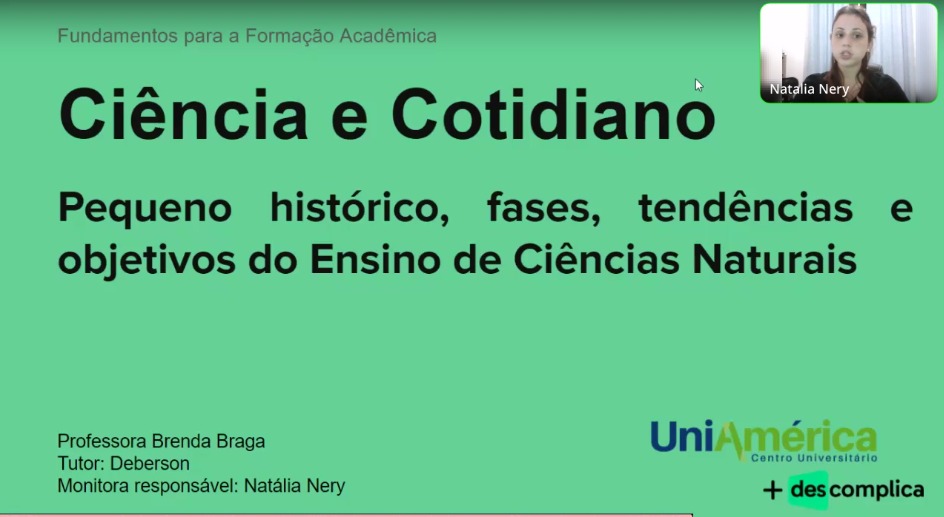 Fundamentos para a Formação Acadêmica
Natalia Nery
Ciência e Cotidiano
Pequeno histórico, fases, tendências e
objetivos do Ensino de Ciências Naturais
Professora Brenda Braga
Tutor: Deberson
Monitora responsável: Natália Nery
UniAmérica
Centro Universitário
+ descomplica